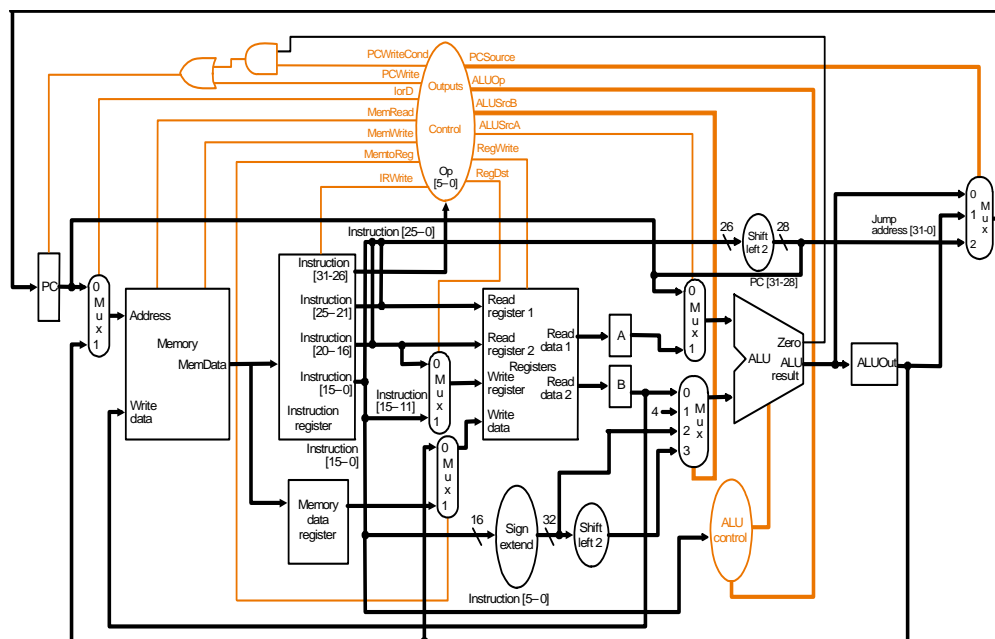 PCWriteCond
PCSource
PCWrite
ALUOp
IorD
Outputs
MemRead
ALUSrcB
MemWrite
Control
ALUSrcA
MemtoReg
RegWrite
IRWrite
Op
[5–0]
RegDst
0
M
u
x
1
2
Jump
address [31-0]
Instruction [25–0]
26
Shift
left 2
28
PC [31-28]
PC
0
M
u
x
1
Address
Memory
MemData
Write
data
Instruction
[31-26]
Instruction
[25–21]
Instruction
[20–16]
Instruction
[15–0]
Instruction
register
Instruction
[15–11]
Instruction
[15–0]
0
M
u
x
1
0
M
u
x
1
Read
register 1
Read
register 2
Registers
Write
register
Write
data
Read
data 1
Read
data 2
A
B
0
M
u
x
1
4
0
1
2
3
M
u
x
Zero
ALU
ALU
result
ALUOut
Memory
data
register
16
Sign
extend
32
Shift
left 2
ALU
control
Instruction [5–0]